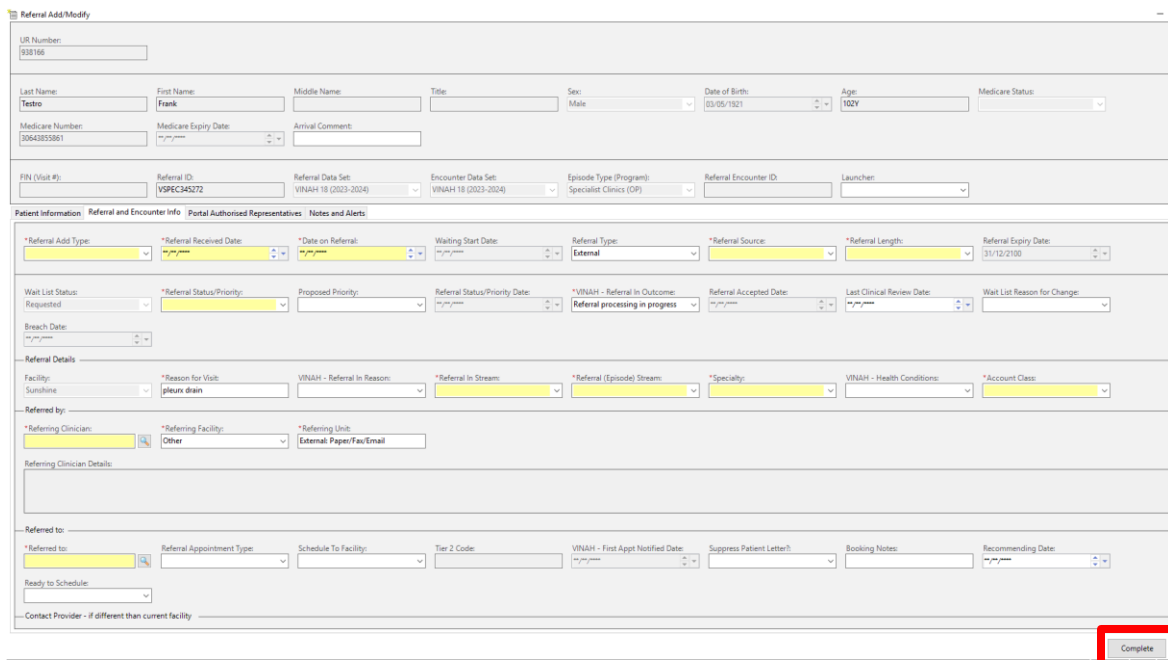 Referral Add/Modify
UR Number:
938166
Last Name: First Name: Middle Name: Title: Sex: Date of Birth: Age: Medicare Status:
Testro Frank Male 03/05/1921 102Y
Medicare Number: Medicare Expiry Date: Arrival Comment:
30643855861 **/**/****
FIN (Visit #): Referral ID: Referral Data Set: Encounter Data Set: Episode Type (Program): Referral Encounter ID: Launcher:
VSPEC345272 VINAH 18 (2023-2024) VINAH 18 (2023-2024) Specialist Clinics (OP)
Patient Information Referral and Encounter Info Portal Authorised Representatives Notes and Alerts
*Referral Add Type: *Referral Received Date: *Date on Referral: Waiting Start Date: Referral Type: *Referral Source: *Referral Length: Referral Expiry Date:
**/**/**** **/**/**** **/**/**** External 31/12/2100
Wait List Status: *Referral Status/Priority: Proposed Priority: Referral Status/Priority Date: *VINAH - Referral In Outcome: Referral Accepted Date: Last Clinical Review Date: Wait List Reason for Change:
Requested **/**/**** Referral processing in progress **/**/**** **/**/****
Breach Date:
**/**/****
Referral Details
Facility: *Reason for Visit: VINAH - Referral In Reason: *Referral In Stream: *Referral (Episode) Stream: *Specialty: VINAH - Health Conditions: *Account Class:
Sunshine pleurx drain
Referred by:
*Referring Clinician: *Referring Facility: *Referring Unit:
Other External: Paper/Fax/Email
Referring Clinician Details:
Referred to:
*Referred to: Referral Appointment Type: Schedule To Facility: Tier 2 Code: VINAH - First Appt Notified Date: Suppress Patient Letter?: Booking Notes: Recommending Date:
**/**/**** **/**/****
Ready to Schedule:
Contact Provider - if different than current facility
Complete